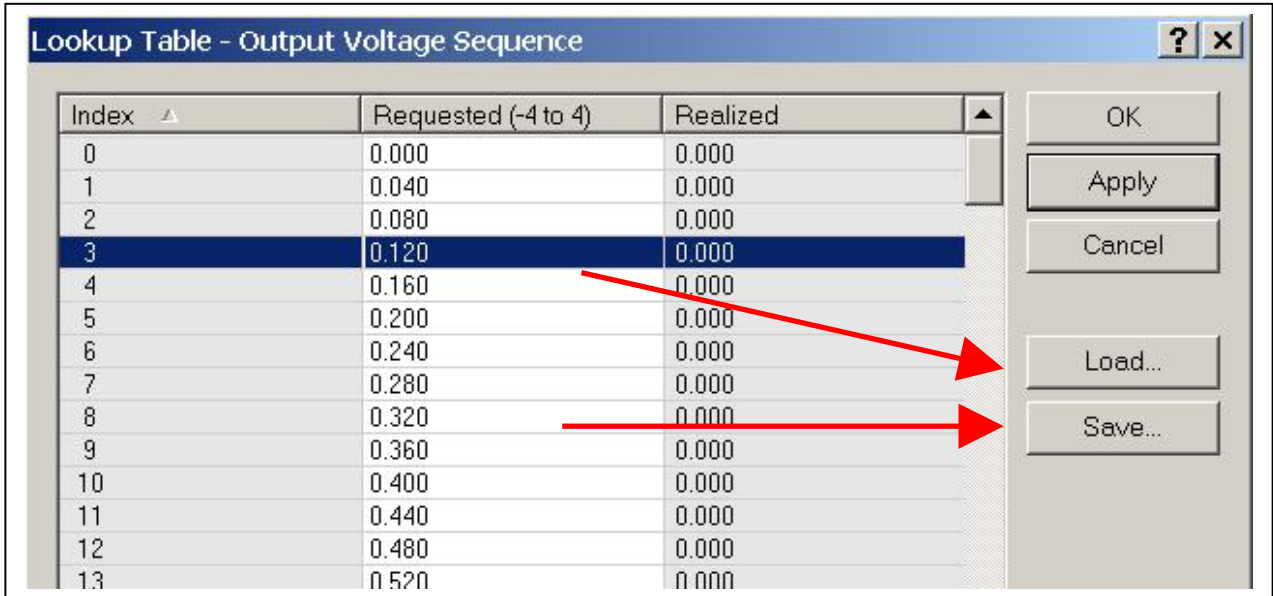 Lookup Table - Output Voltage Sequence
Index Requested (-4 to 4) Realized
0 0.000 0.000
1 0.040 0.000
2 0.080 0.000
3 0.120 0.000
4 0.160 0.000
5 0.200 0.000
6 0.240 0.000
7 0.280 0.000
8 0.320 0.000
9 0.360 0.000
10 0.400 0.000
11 0.440 0.000
12 0.480 0.000
13 0.520 0.000
OK
Apply
Cancel
Load...
Save...